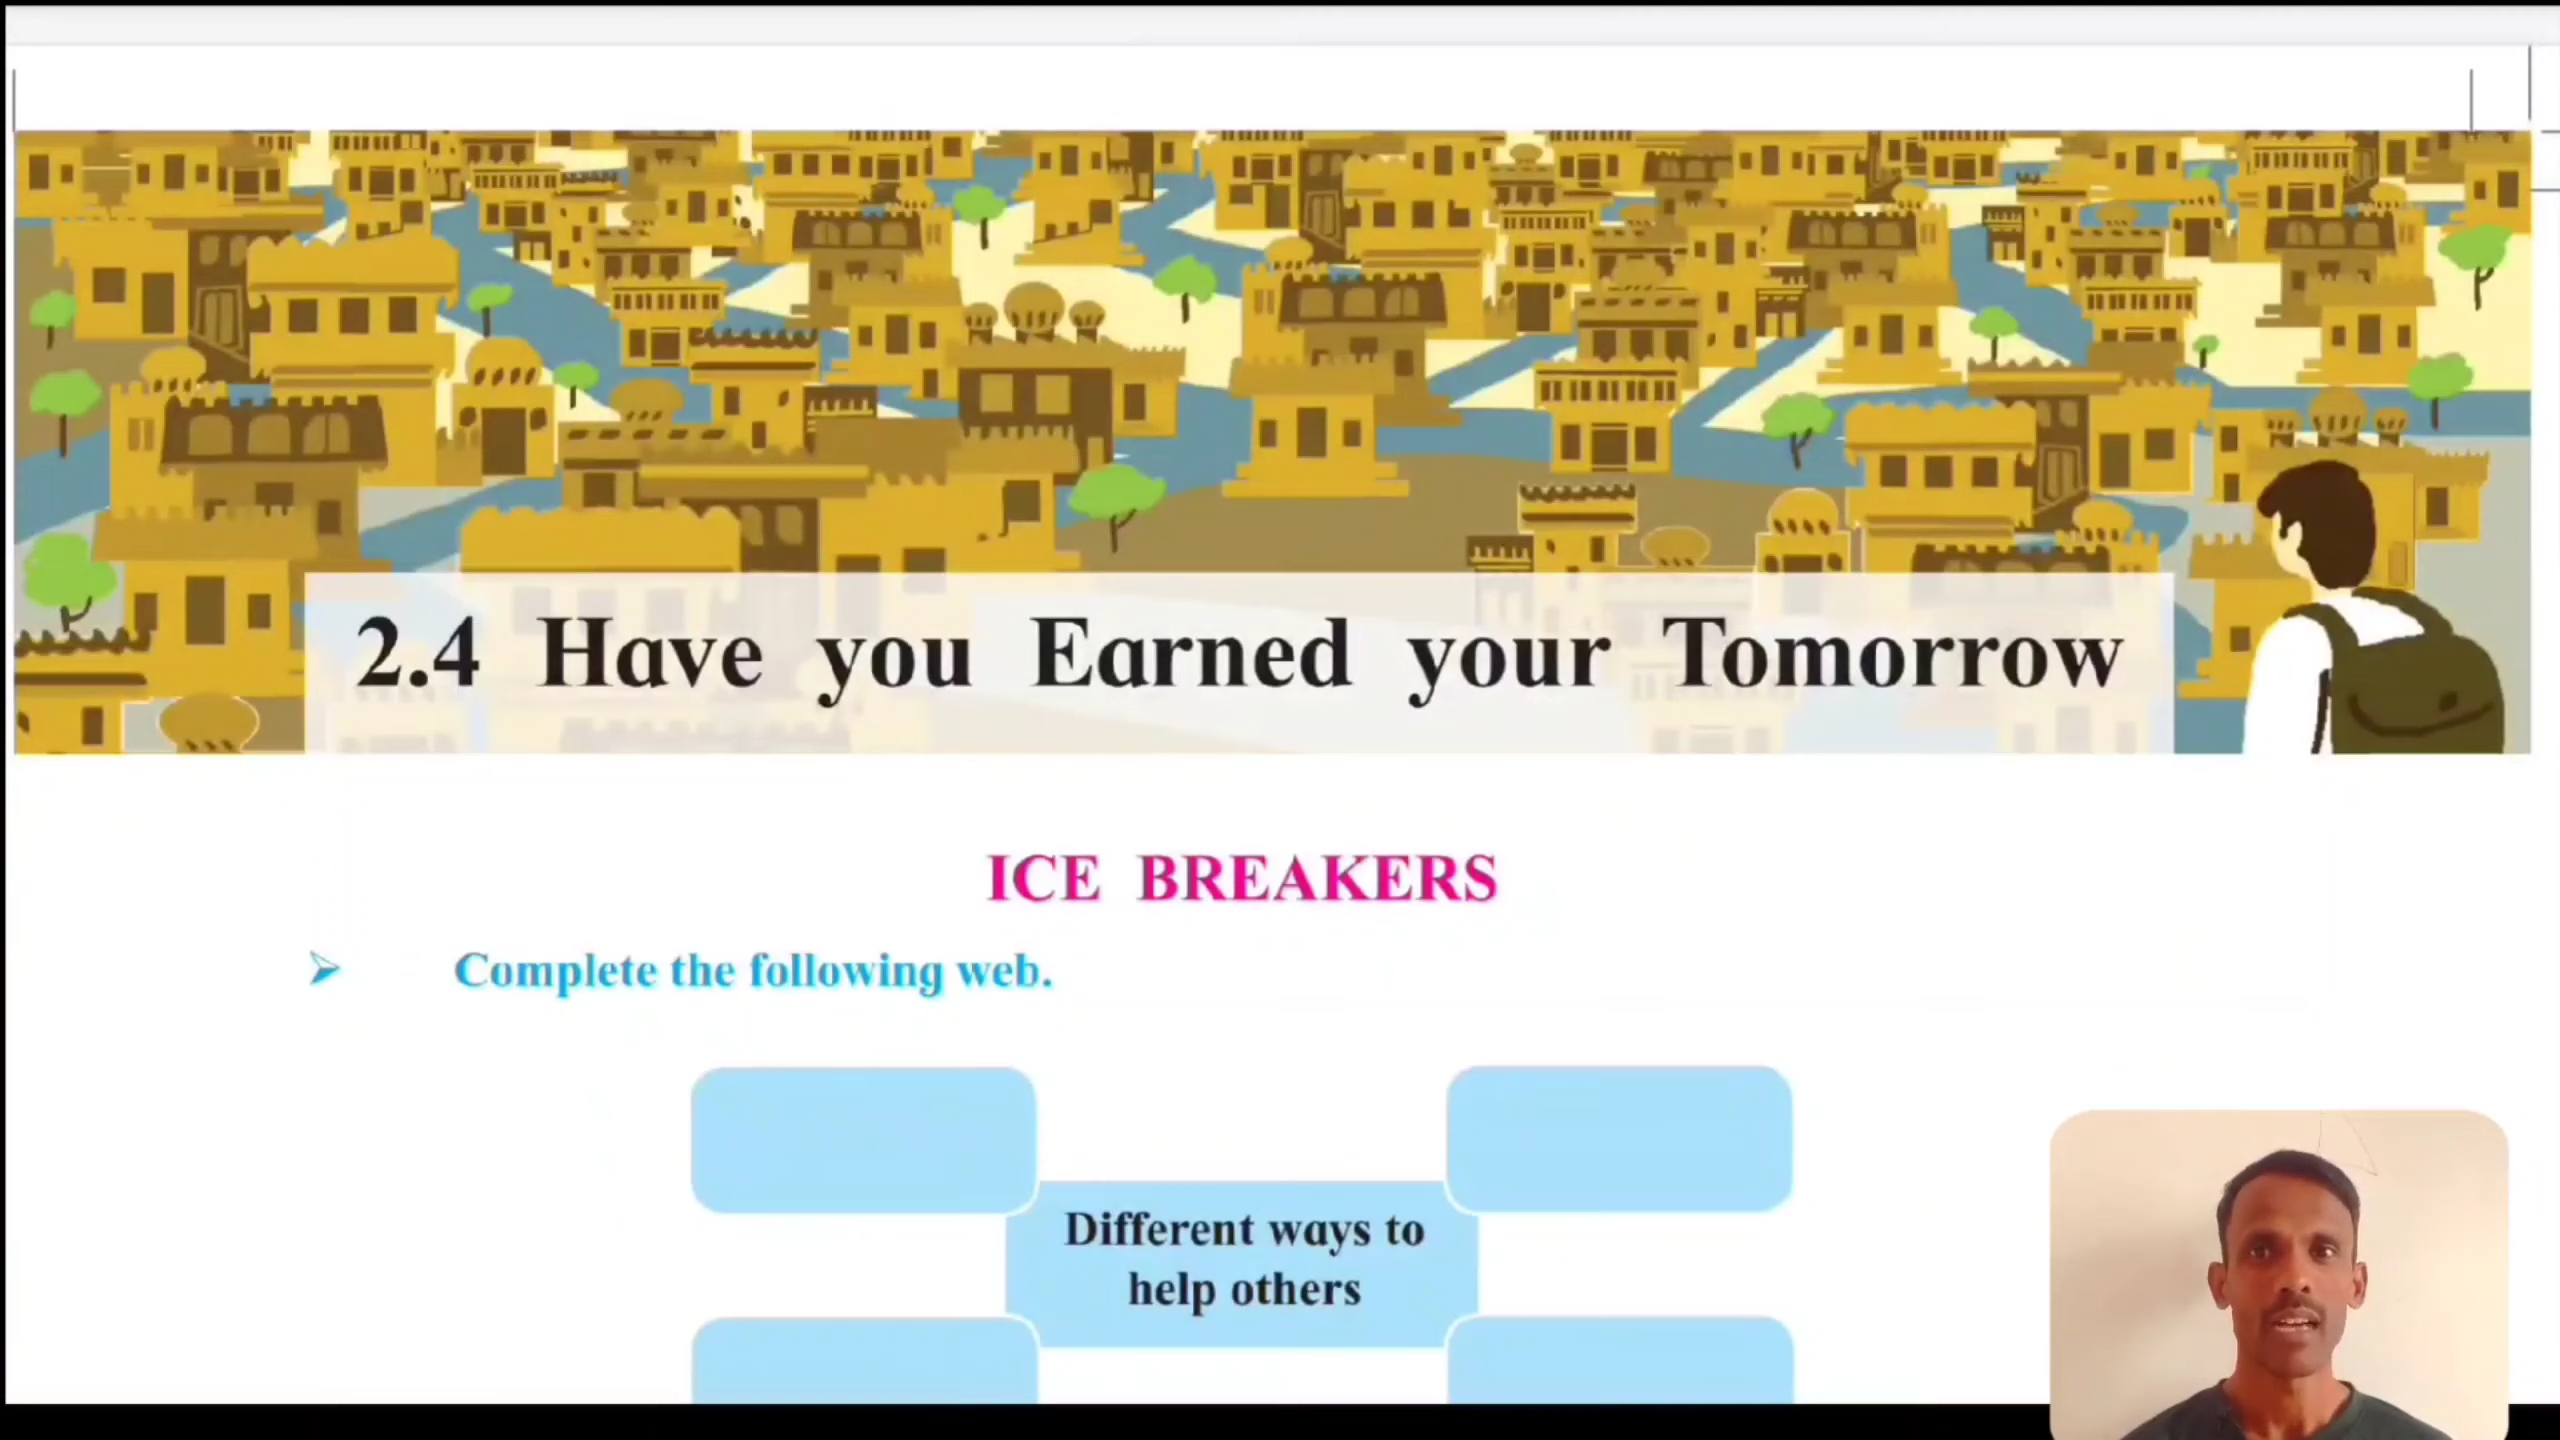 2.4 Have you Earned your Tomorrow
ICE BREAKERS
➢ Complete the following web.
Different ways to
help others